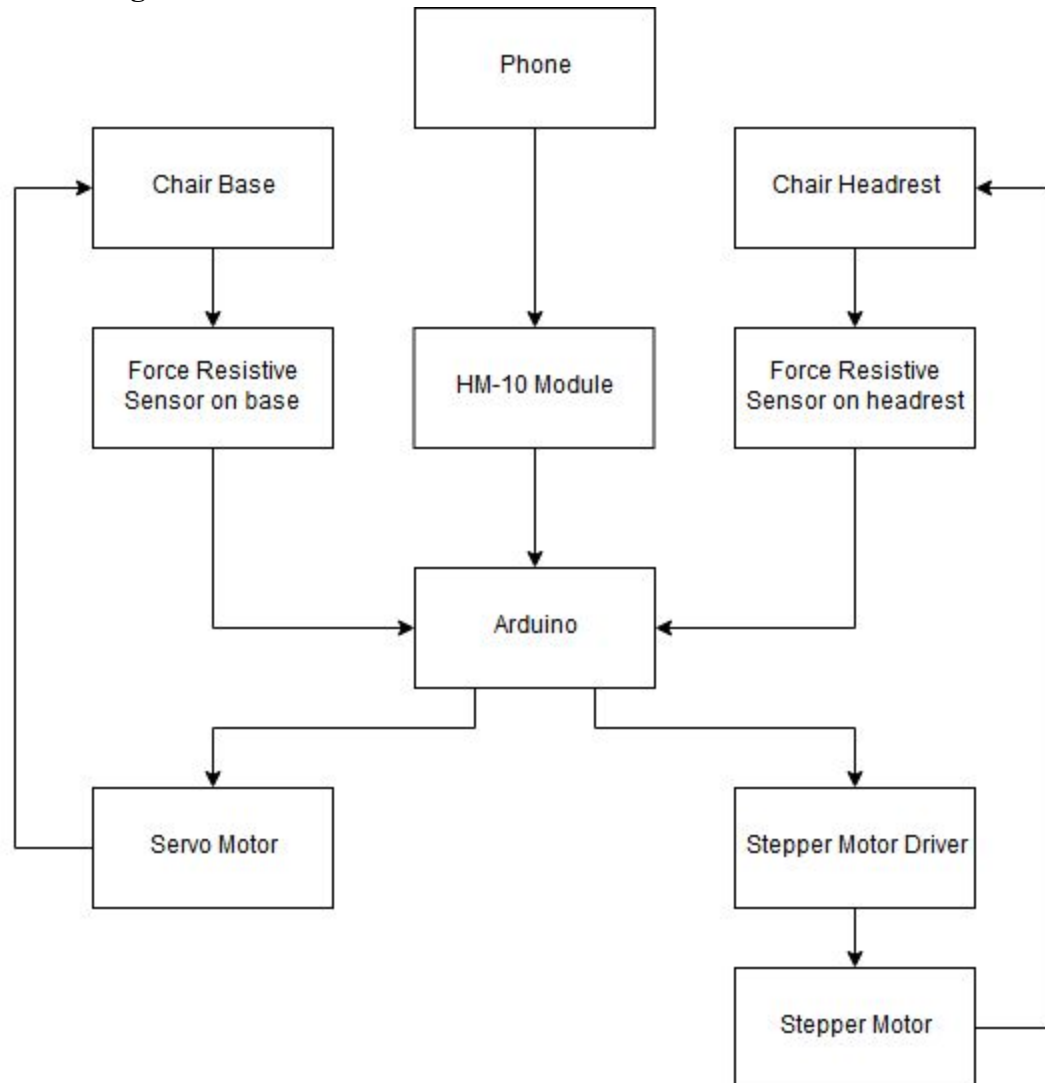 Phone
Chair Base
Chair Headrest
Force Resistive
Sensor on base
HM-10 Module
Force Resistive
Sensor on headrest
Arduino
Servo Motor
Stepper Motor Driver
Stepper Motor